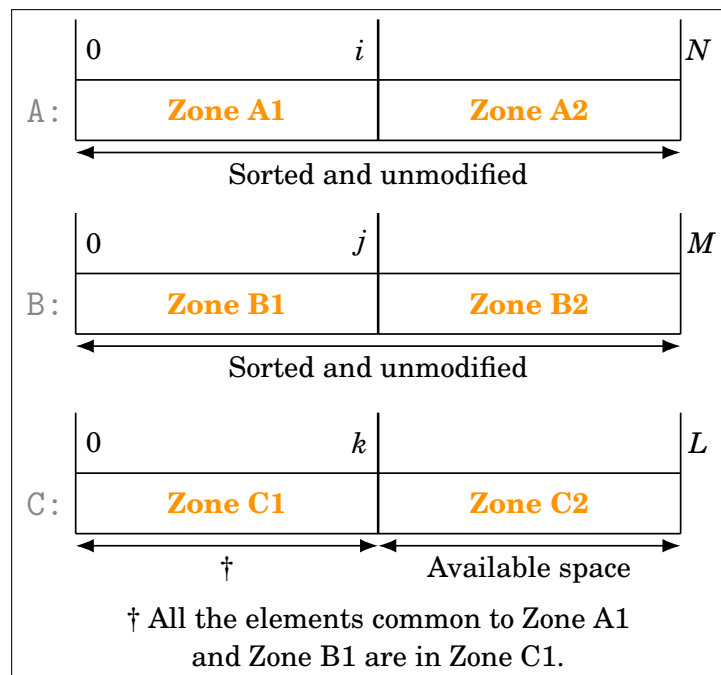 0 i N
A: Zone A1 Zone A2
Sorted and unmodified
0 j M
B: Zone B1 Zone B2
Sorted and unmodified
0 k L
C: Zone C1 Zone C2
† Available space
† All the elements common to Zone A1
and Zone B1 are in Zone C1.